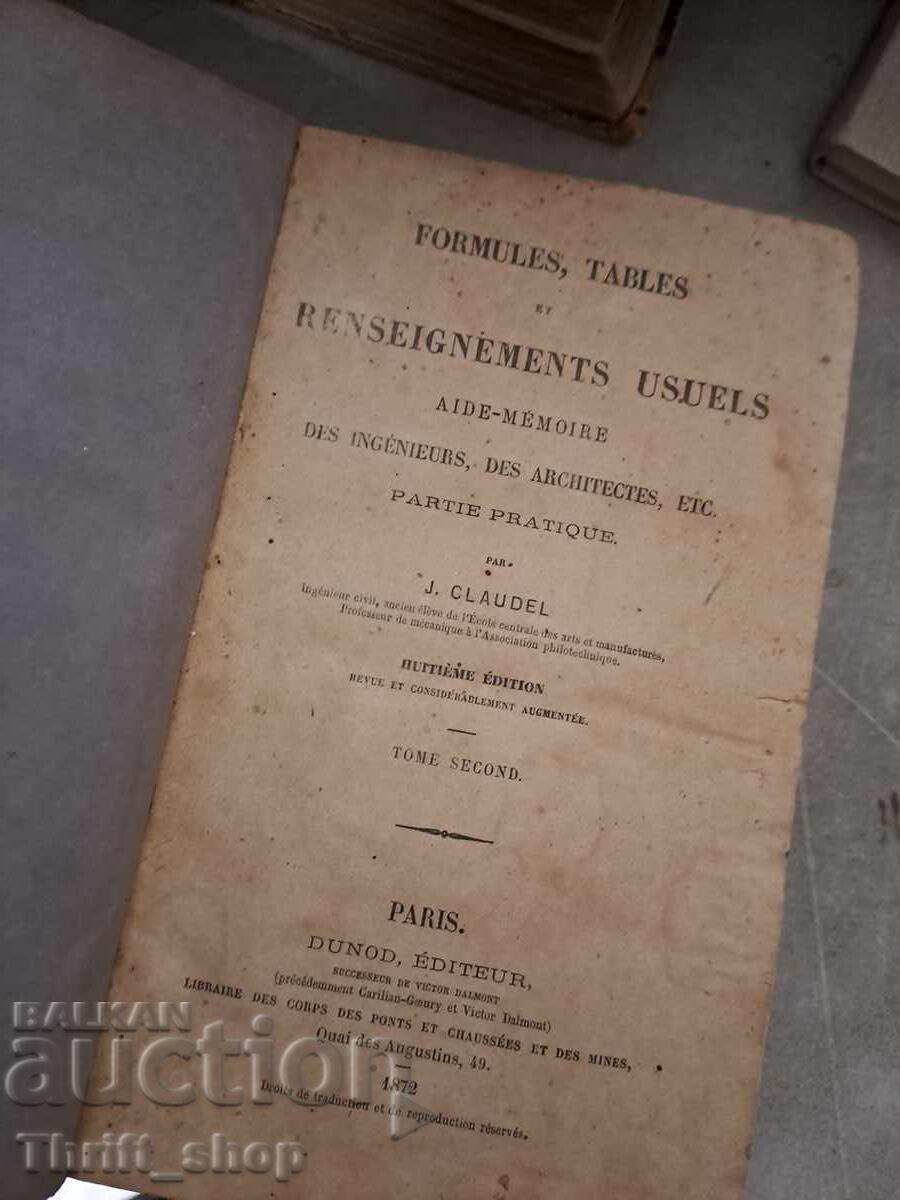 FORMULES, TABLES
ET
RENSEIGNEMENTS USUELS
AIDE-MÉMOIRE
DES INGÉNIEURS, DES ARCHITECTES, ETC.
PARTIE PRATIQUE.
PAR
J. CLAUDEL
Ingénieur civil, ancien élève de l'École centrale des arts et manufactures,
Professeur de mécanique à l'Association philotechnique.
HUITIÈME ÉDITION
REVUE ET CONSIDÉRABLEMENT AUGMENTÉE.
TOME SECOND.
PARIS.
DUNOD, ÉDITEUR,
SUCCESSEUR DE VICTOR DALMONT
(précédemment Carilian-Gœury et Victor Dalmont)
LIBRAIRE DES CORPS DES PONTS ET CHAUSSÉES ET DES MINES,
Quai des Augustins, 49.
1872
Droits de traduction et de reproduction réservés.
BALKAN
auction
Thrift_shop